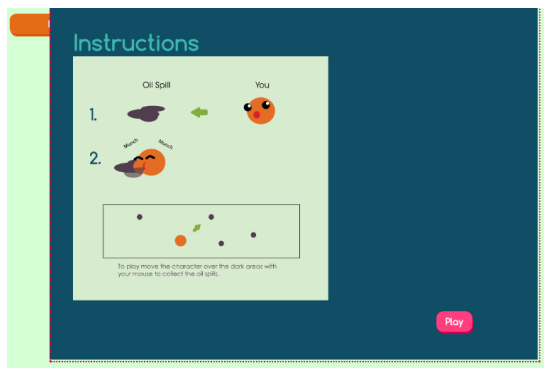 Instructions
Oil Spill You
1.
2. Munch Munch
To play move the character over the dark areas with
your mouse to collect the oil spills.
Play